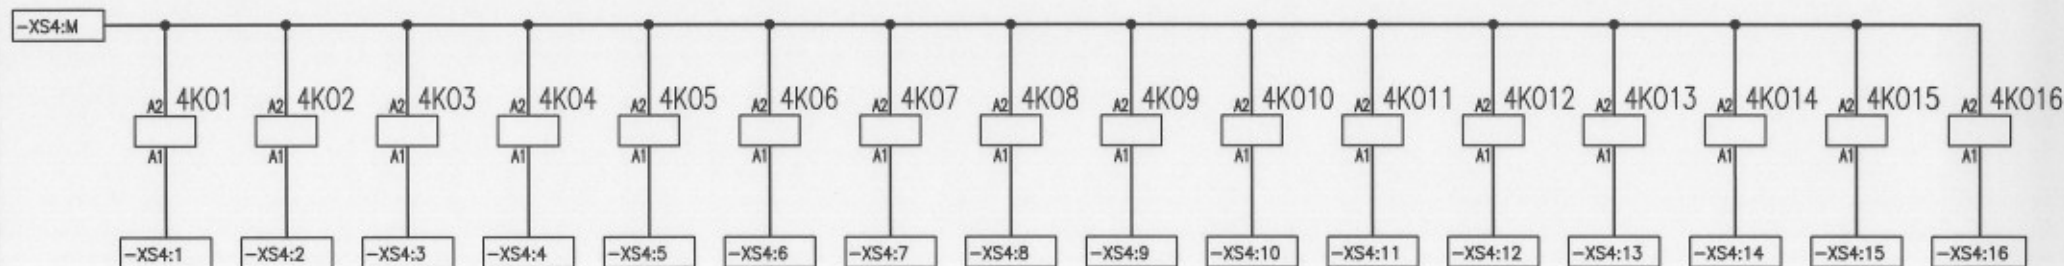 -XS4:M
A2 4K01 A2 4K02 A2 4K03 A2 4K04 A2 4K05 A2 4K06 A2 4K07 A2 4K08 A2 4K09 A2 4K010 A2 4K011 A2 4K012 A2 4K013 A2 4K014 A2 4K015 A2 4K016
A1 A1 A1 A1 A1 A1 A1 A1 A1 A1 A1 A1 A1 A1 A1 A1
-XS4:1 -XS4:2 -XS4:3 -XS4:4 -XS4:5 -XS4:6 -XS4:7 -XS4:8 -XS4:9 -XS4:10 -XS4:11 -XS4:12 -XS4:13 -XS4:14 -XS4:15 -XS4:16